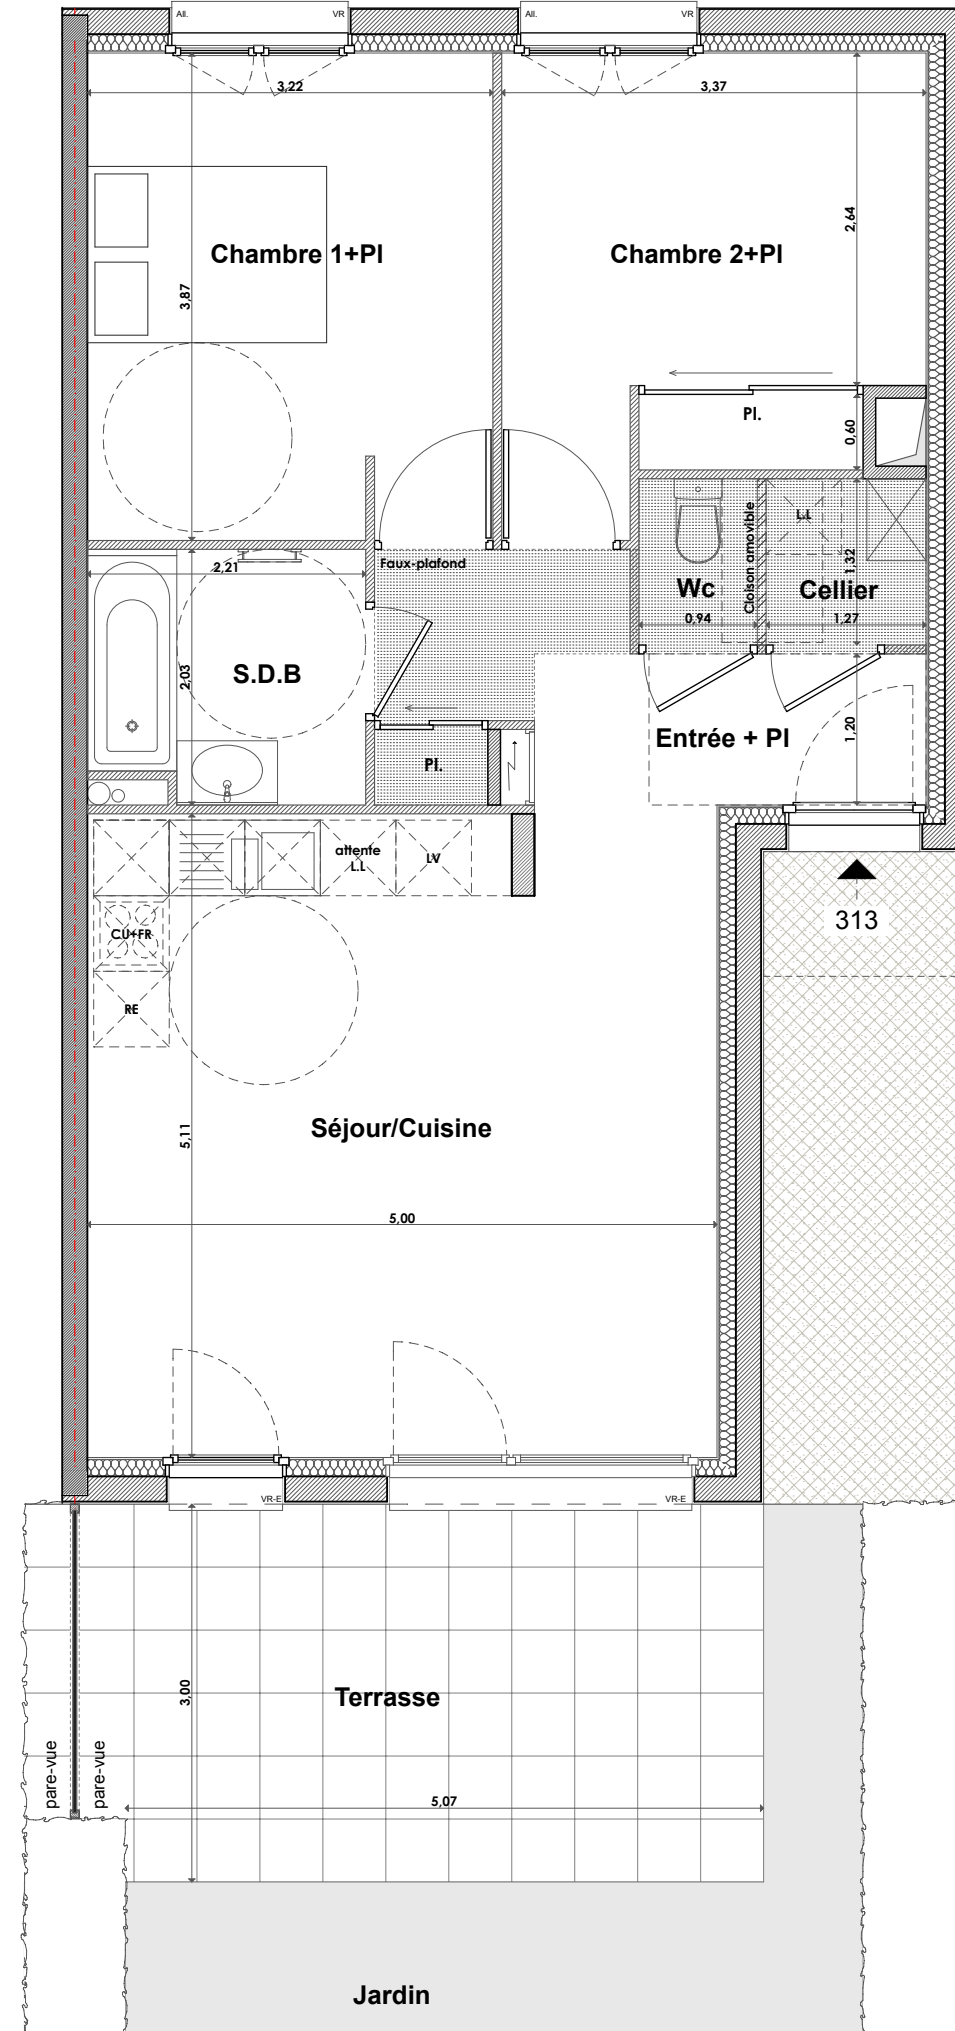 All.
VR
All.
VR
3,22
3,37
2,64
Chambre 1+Pl
Chambre 2+Pl
3,87
Pl.
0,60
L.L
Cloison amovible
Faux-plafond
1,32
2,21
Wc
Cellier
0,94
1,27
S.D.B
2,03
Entrée + Pl
1,20
Pl.
attente
L.L
LV
313
CU+FR
RE
Séjour/Cuisine
5,11
5,00
VR-E
VR-E
Terrasse
3,00
pare-vue
pare-vue
5,07
Jardin